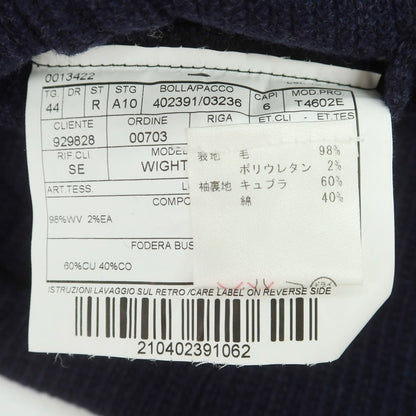 0013422
TG DR ST STG BOLLA/PACCO CAPI MOD.PRO
44 R A10 402391/03236 6 T4602E
CLIENTE ORDINE RIGA ET CLI - ET.TES
929828 00703
RIF.CLI MODEL
SE WIGHT
ART.TESS.
COMPO
98%WV 2%EA
FODERA BUS
60%CU 40%CO
表地 毛 98%
ポリウレタン 2%
袖裏地 キュプラ 60%
綿 40%
ISTRUZIONI LAVAGGIO SUL RETRO /CARE LABEL ON REVERSE SIDE
210402391062